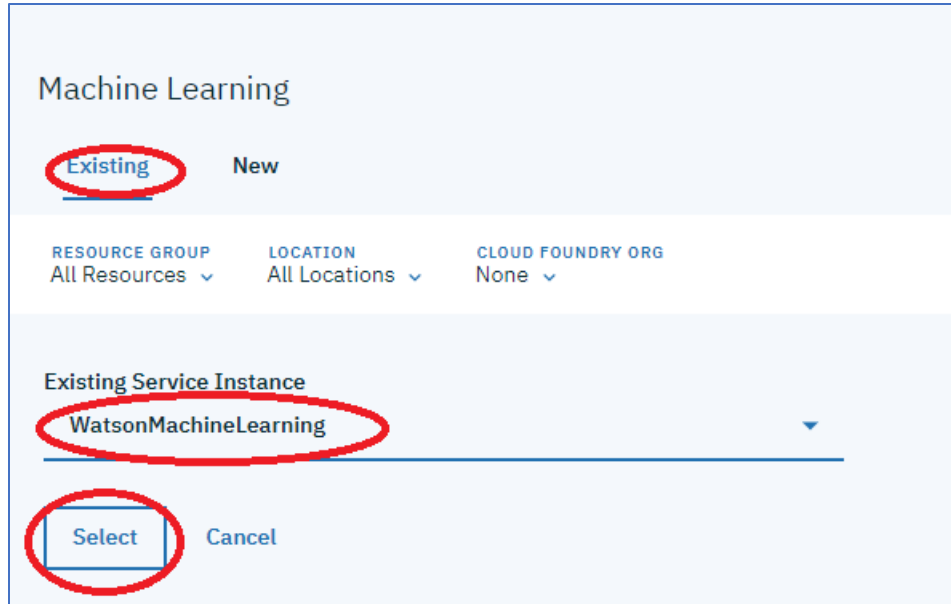 Machine Learning
Existing New
RESOURCE GROUP LOCATION CLOUD FOUNDRY ORG
All Resources All Locations None
Existing Service Instance
WatsonMachineLearning
Select Cancel